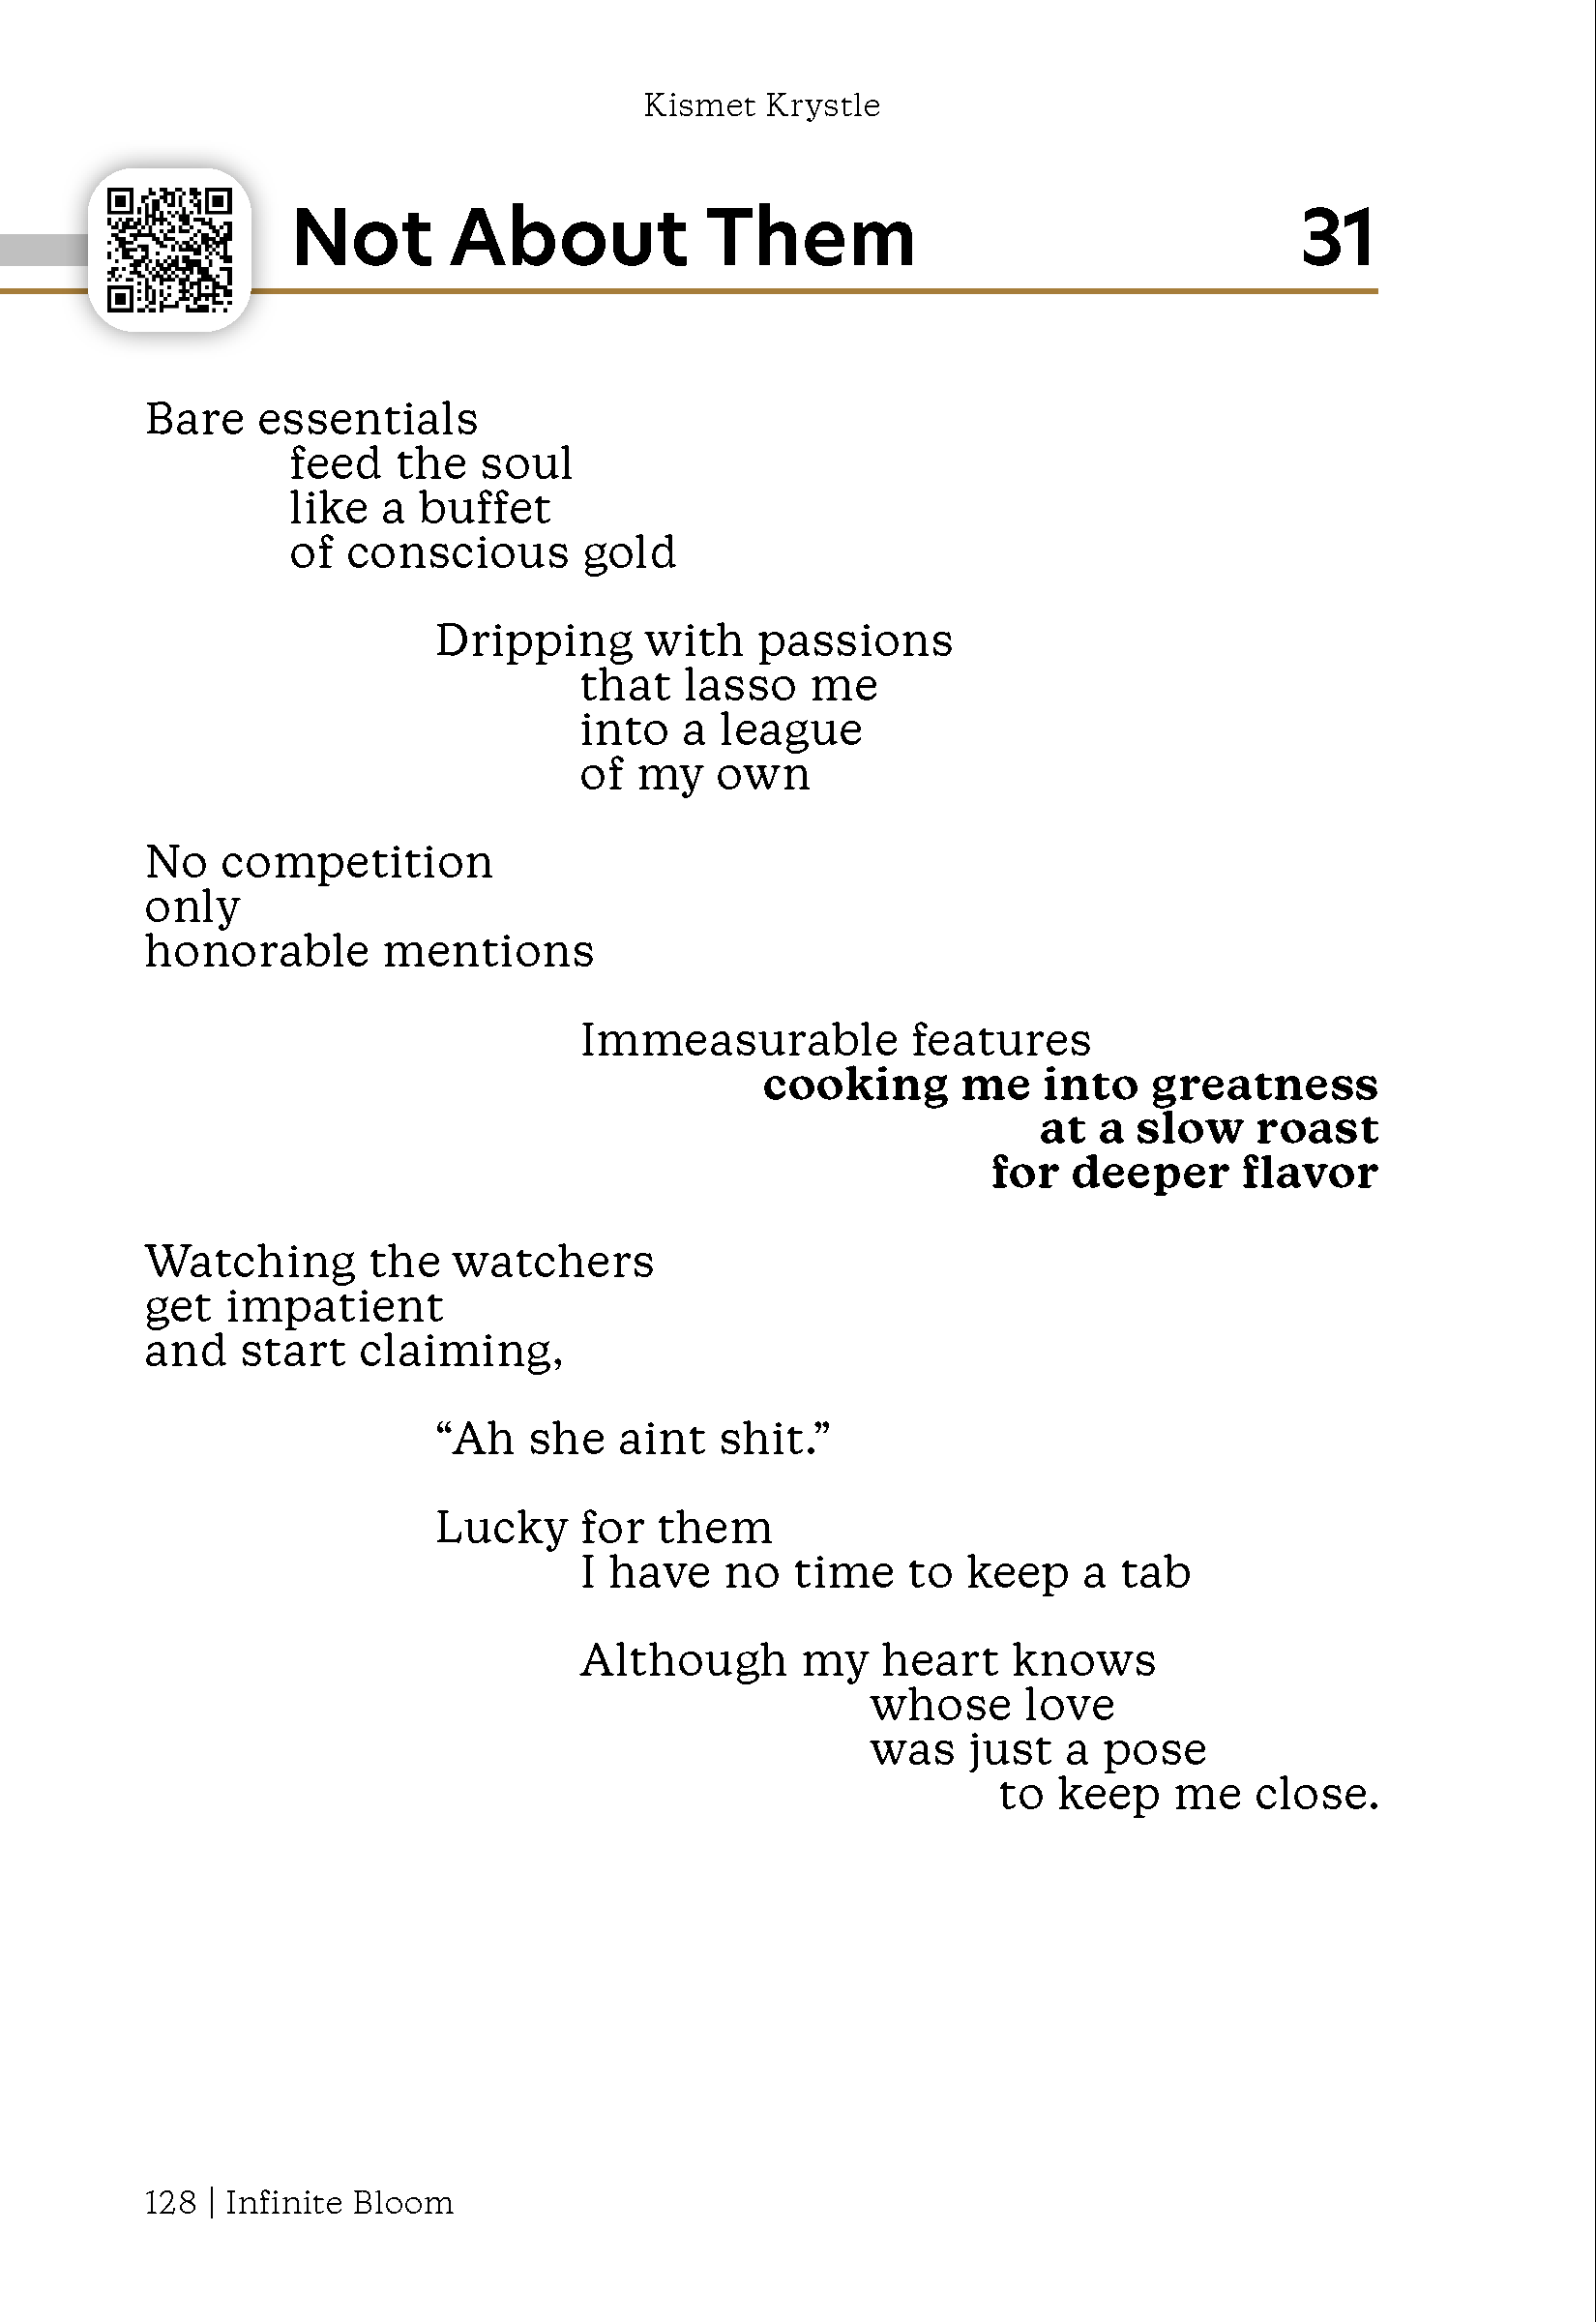 Kismet Krystle
Not About Them 31
Bare essentials
feed the soul
like a buffet
of conscious gold
Dripping with passions
that lasso me
into a league
of my own
No competition
only
honorable mentions
Immeasurable features
cooking me into greatness
at a slow roast
for deeper flavor
Watching the watchers
get impatient
and start claiming,
“Ah she aint shit.”
Lucky for them
I have no time to keep a tab
Although my heart knows
whose love
was just a pose
to keep me close.
128 | Infinite Bloom